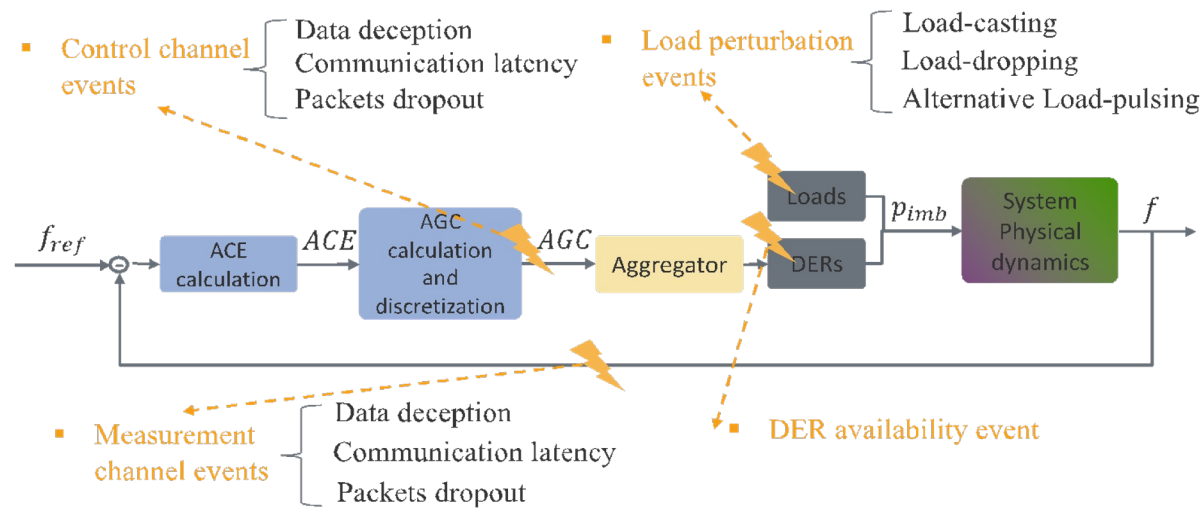 ▪ Control channel
events
Data deception
Communication latency
Packets dropout
▪ Load perturbation
events
Load-casting
Load-dropping
Alternative Load-pulsing
f_ref
ACE
calculation
ACE
AGC
calculation
and
discretization
AGC
Aggregator
Loads
DERs
p_imb
System
Physical
dynamics
f
▪ Measurement
channel events
Data deception
Communication latency
Packets dropout
▪ DER availability event